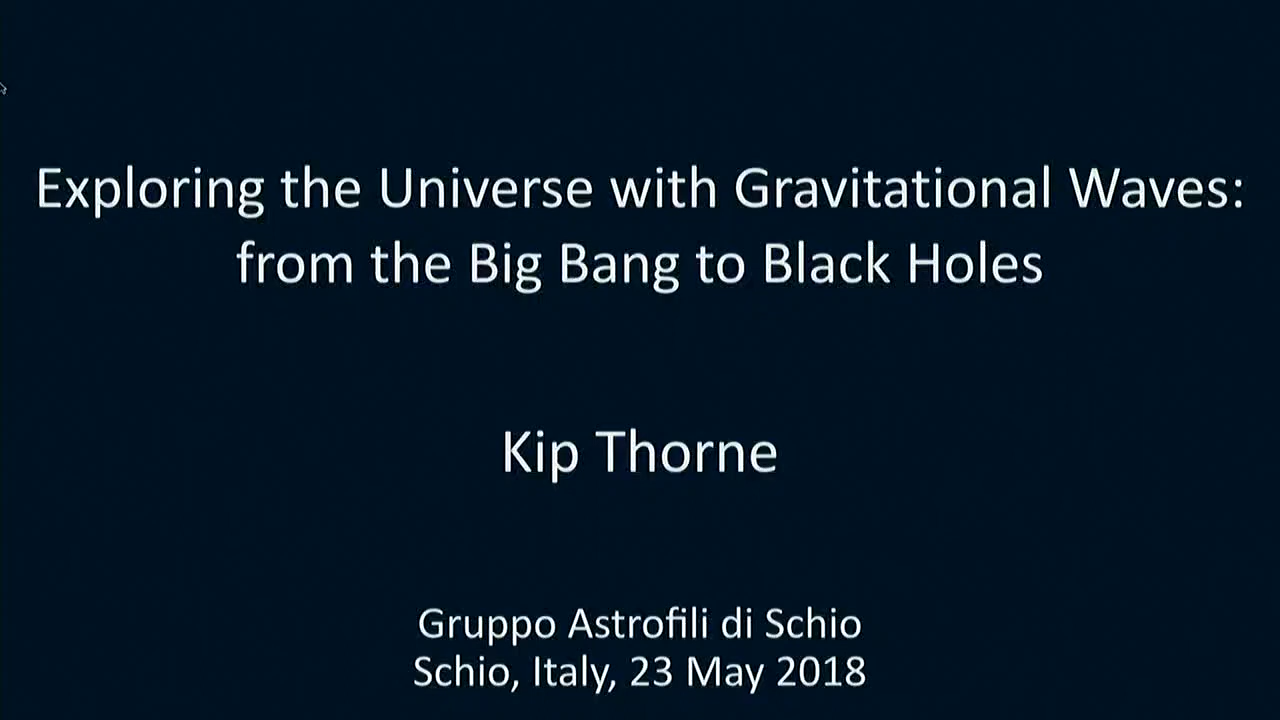 Exploring the Universe with Gravitational Waves:
from the Big Bang to Black Holes
Kip Thorne
Gruppo Astrofili di Schio
Schio, Italy, 23 May 2018